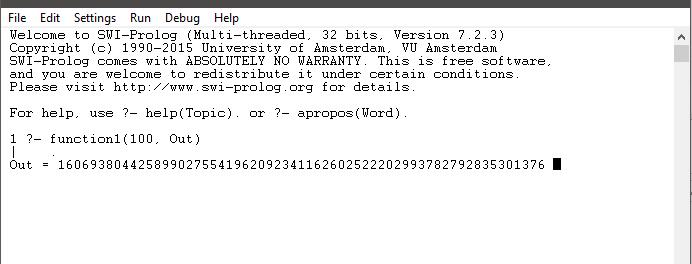 File Edit Settings Run Debug Help
Welcome to SWI-Prolog (Multi-threaded, 32 bits, Version 7.2.3)
Copyright (c) 1990-2015 University of Amsterdam, VU Amsterdam
SWI-Prolog comes with ABSOLUTELY NO WARRANTY. This is free software,
and you are welcome to redistribute it under certain conditions.
Please visit http://www.swi-prolog.org for details.
For help, use ?- help(Topic). or ?- apropos(Word).
1 ?- function1(100, Out)
| .
Out = 1606938044258990275541962092341162602522202993782792835301376